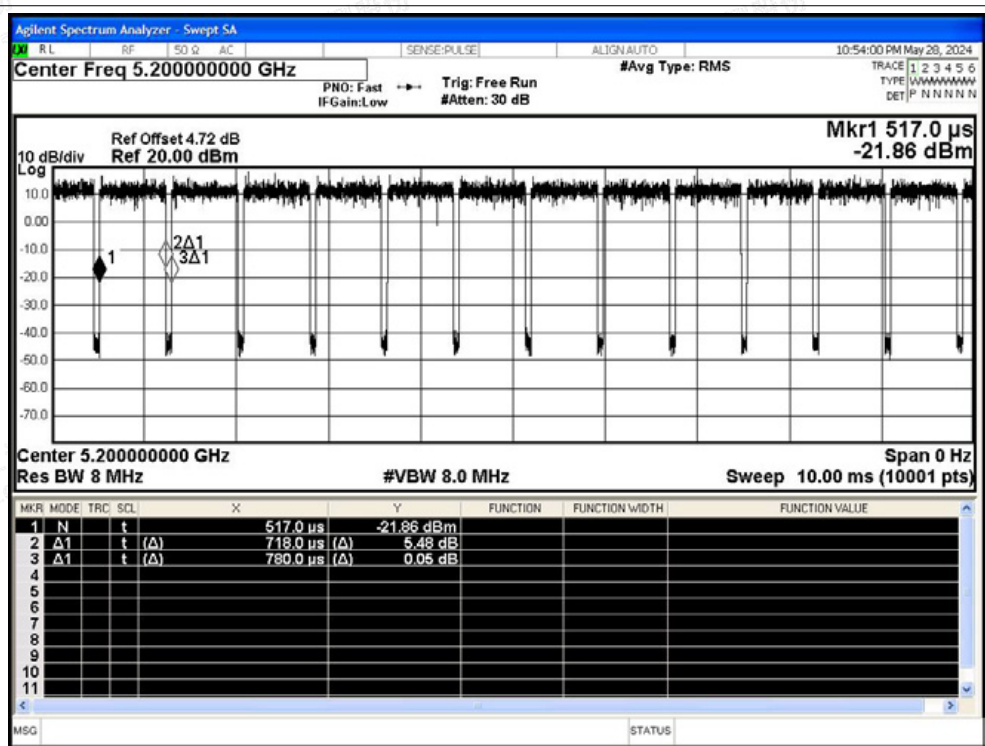 Agilent Spectrum Analyzer - Swept SA
RL RF 50 Ω AC SENSE:PULSE ALIGN AUTO 10:54:00 PM May 28, 2024
Center Freq 5.200000000 GHz #Avg Type: RMS TRACE 1 2 3 4 5 6
PNO: Fast Trig: Free Run TYPE WWWWWW
IFGain:Low #Atten: 30 dB DET P N N N N N
Mkr1 517.0 µs
Ref Offset 4.72 dB
10 dB/div Ref 20.00 dBm -21.86 dBm
Log
10.0
0.00
-10.0
2Δ1
1 3Δ1
-20.0
-30.0
-40.0
-50.0
-60.0
-70.0
Center 5.200000000 GHz Span 0 Hz
Res BW 8 MHz #VBW 8.0 MHz Sweep 10.00 ms (10001 pts)
MKR MODE TRC SCL X Y FUNCTION FUNCTION WIDTH FUNCTION VALUE
1 N t 517.0 µs -21.86 dBm
2 Δ1 t (Δ) 718.0 µs (Δ) 5.48 dB
3 Δ1 t (Δ) 780.0 µs (Δ) 0.05 dB
4
5
6
7
8
9
10
11
MSG STATUS